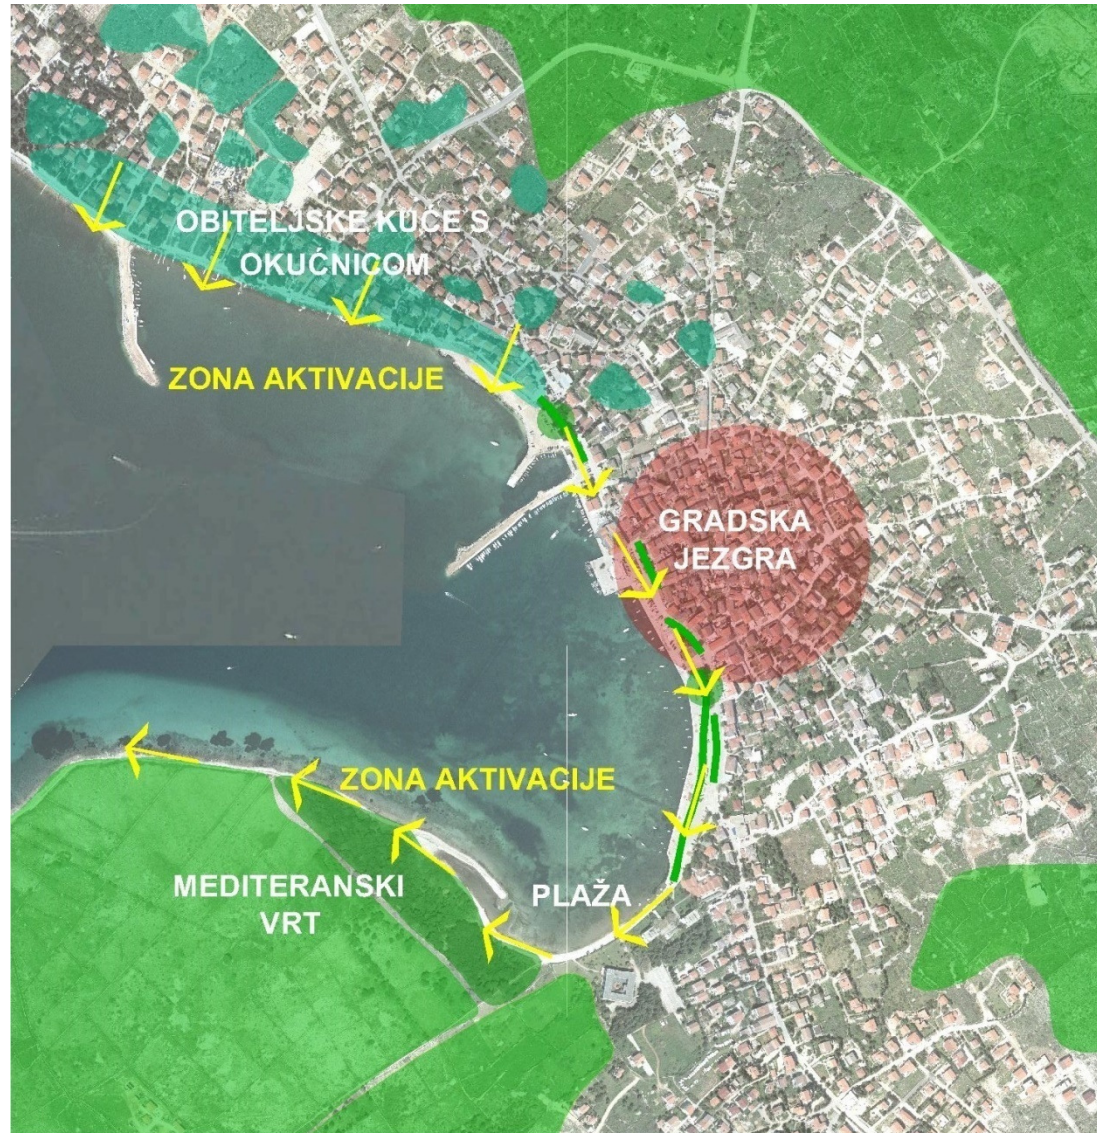 OBITELJSKE KUĆE S
OKUĆNICOM
ZONA AKTIVACIJE
GRADSKA
JEZGRA
ZONA AKTIVACIJE
MEDITERANSKI
VRT
PLAŽA